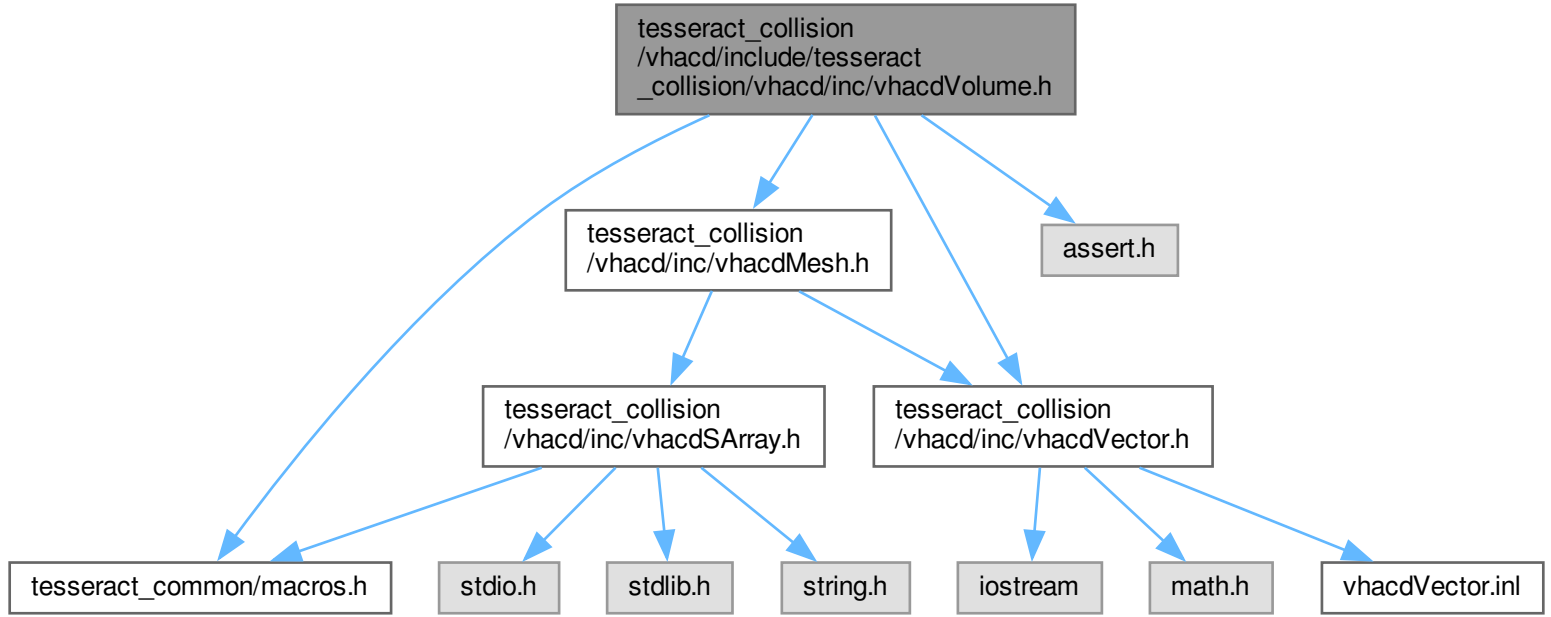 tesseract_collision
/vhacd/include/tesseract
_collision/vhacd/inc/vhacdVolume.h
tesseract_collision
/vhacd/inc/vhacdMesh.h
assert.h
tesseract_collision
/vhacd/inc/vhacdSArray.h
tesseract_collision
/vhacd/inc/vhacdVector.h
tesseract_common/macros.h
stdio.h
stdlib.h
string.h
iostream
math.h
vhacdVector.inl